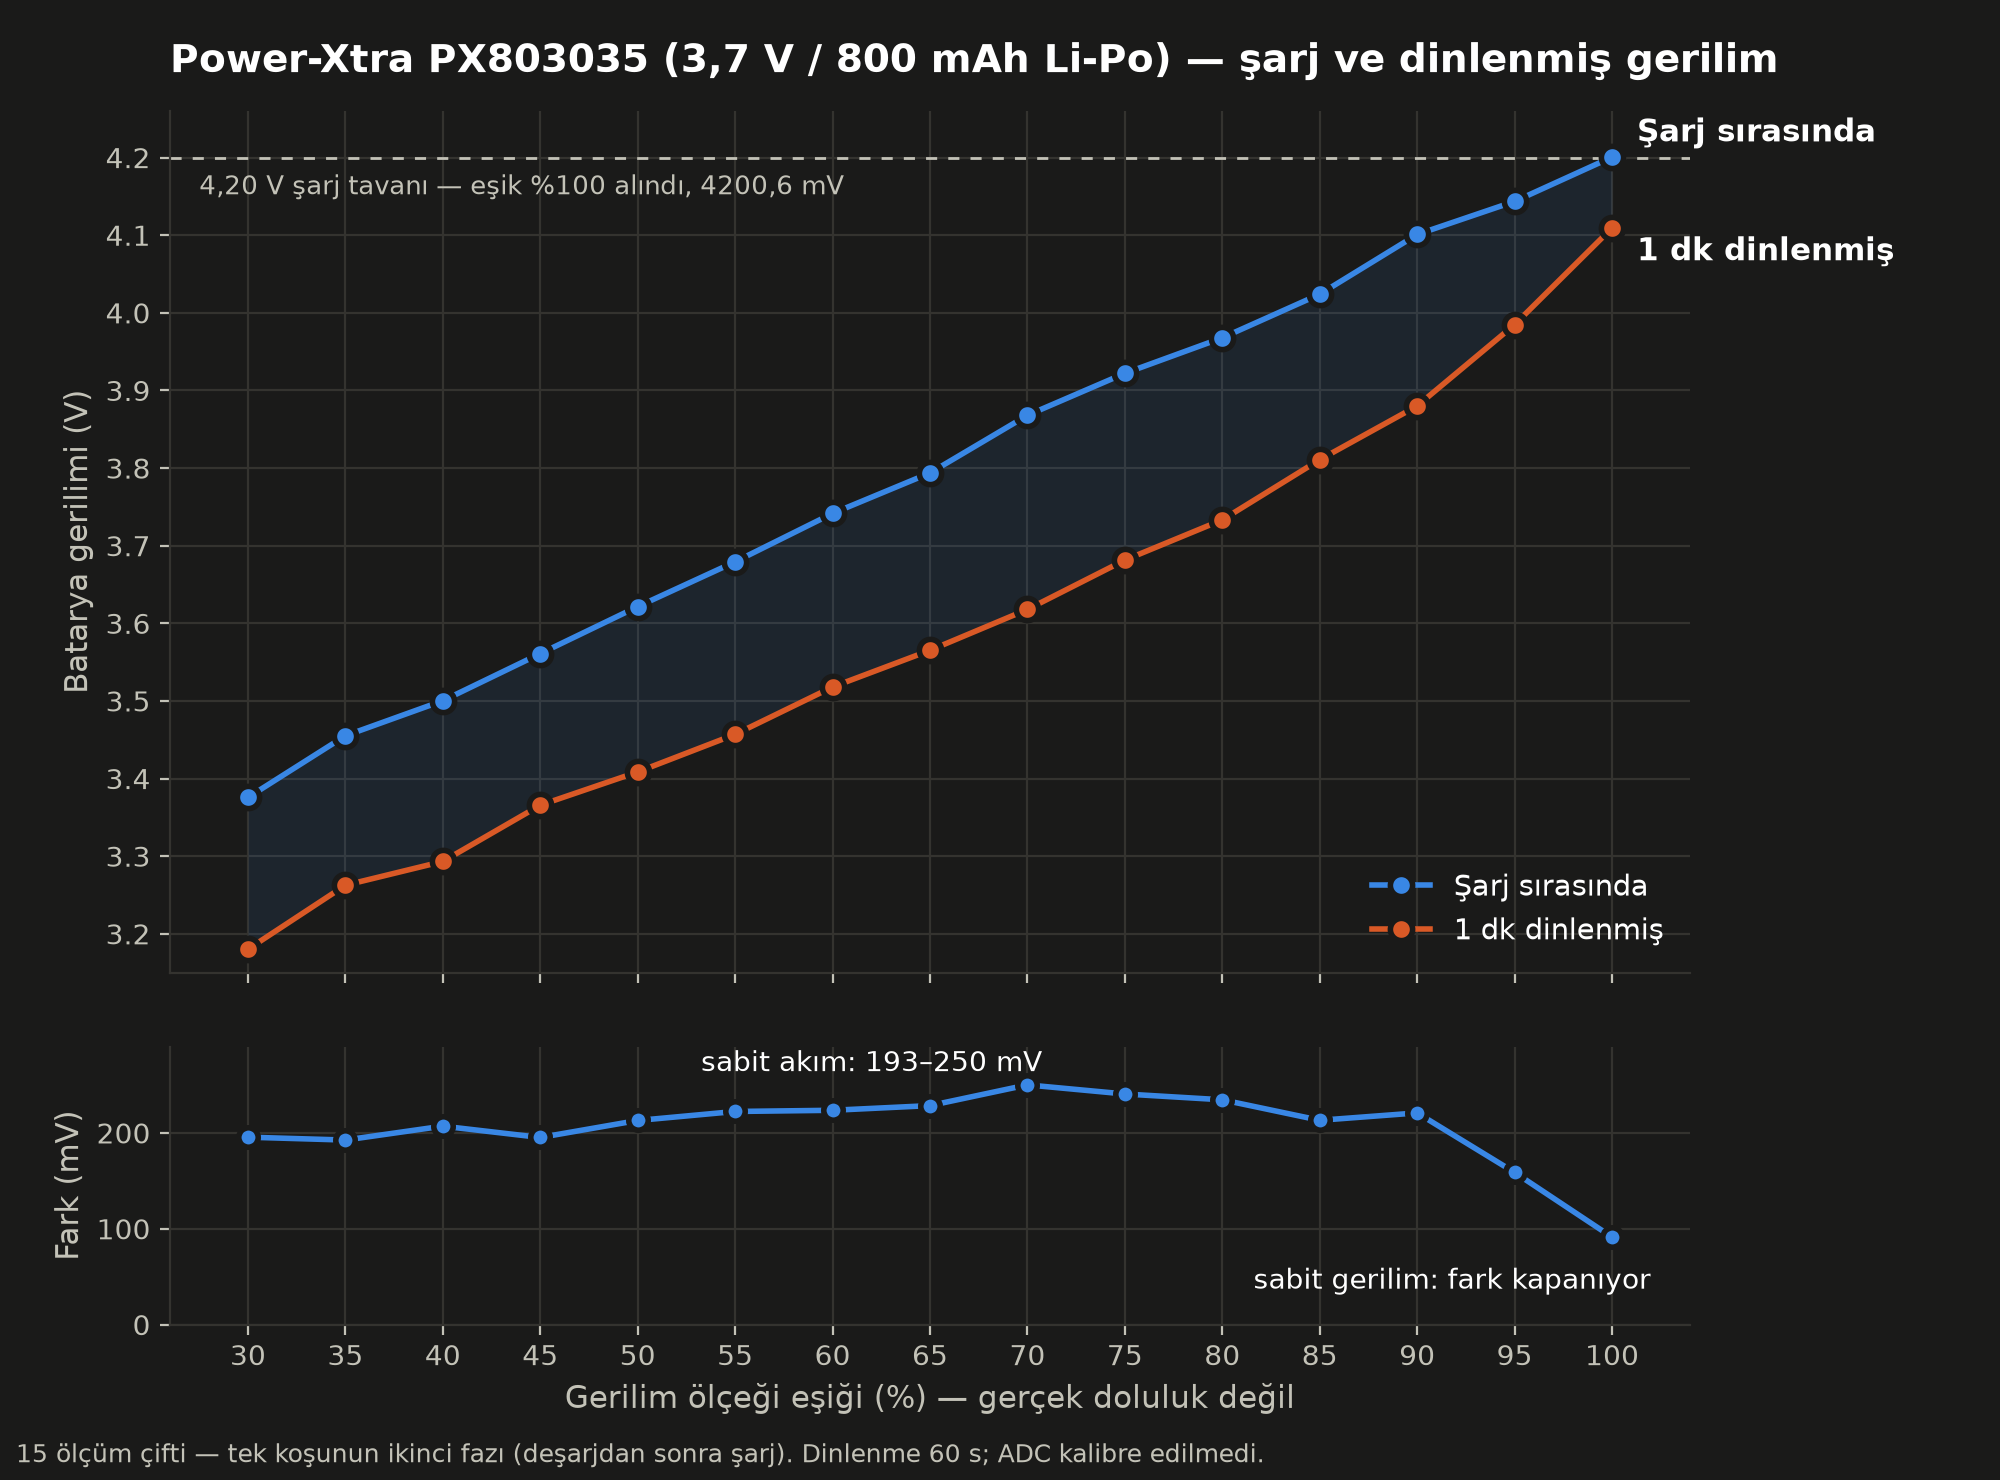 Power-Xtra PX803035 (3,7 V / 800 mAh Li-Po) — şarj ve dinlenmiş gerilim
Şarj sırasında
4.2
4,20 V şarj tavanı — eşik %100 alındı, 4200,6 mV
4.1
1 dk dinlenmiş
4.0
3.9
3.8
3.7
3.6
3.5
3.4
3.3
3.2
Batarya gerilimi (V)
Şarj sırasında
1 dk dinlenmiş
sabit akım: 193–250 mV
200
100
0
Fark (mV)
sabit gerilim: fark kapanıyor
30 35 40 45 50 55 60 65 70 75 80 85 90 95 100
Gerilim ölçeği eşiği (%) — gerçek doluluk değil
15 ölçüm çifti — tek koşunun ikinci fazı (deşarjdan sonra şarj). Dinlenme 60 s; ADC kalibre edilmedi.